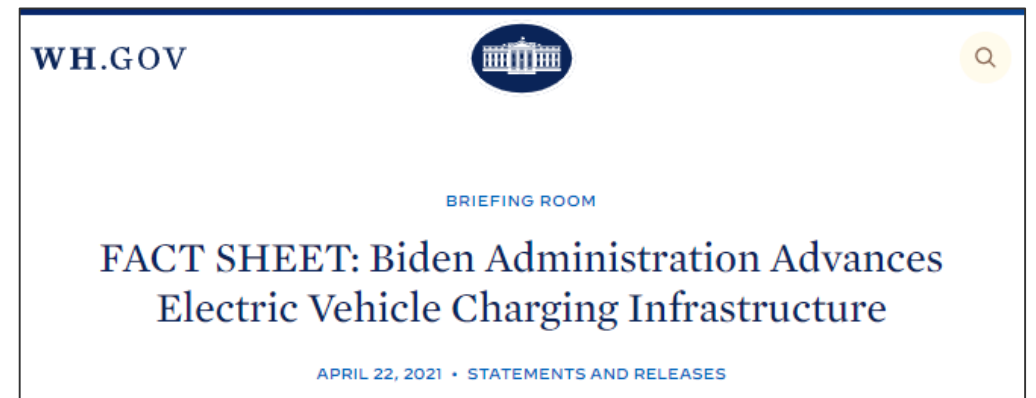 WH.GOV
BRIEFING ROOM
FACT SHEET: Biden Administration Advances
Electric Vehicle Charging Infrastructure
APRIL 22, 2021 • STATEMENTS AND RELEASES